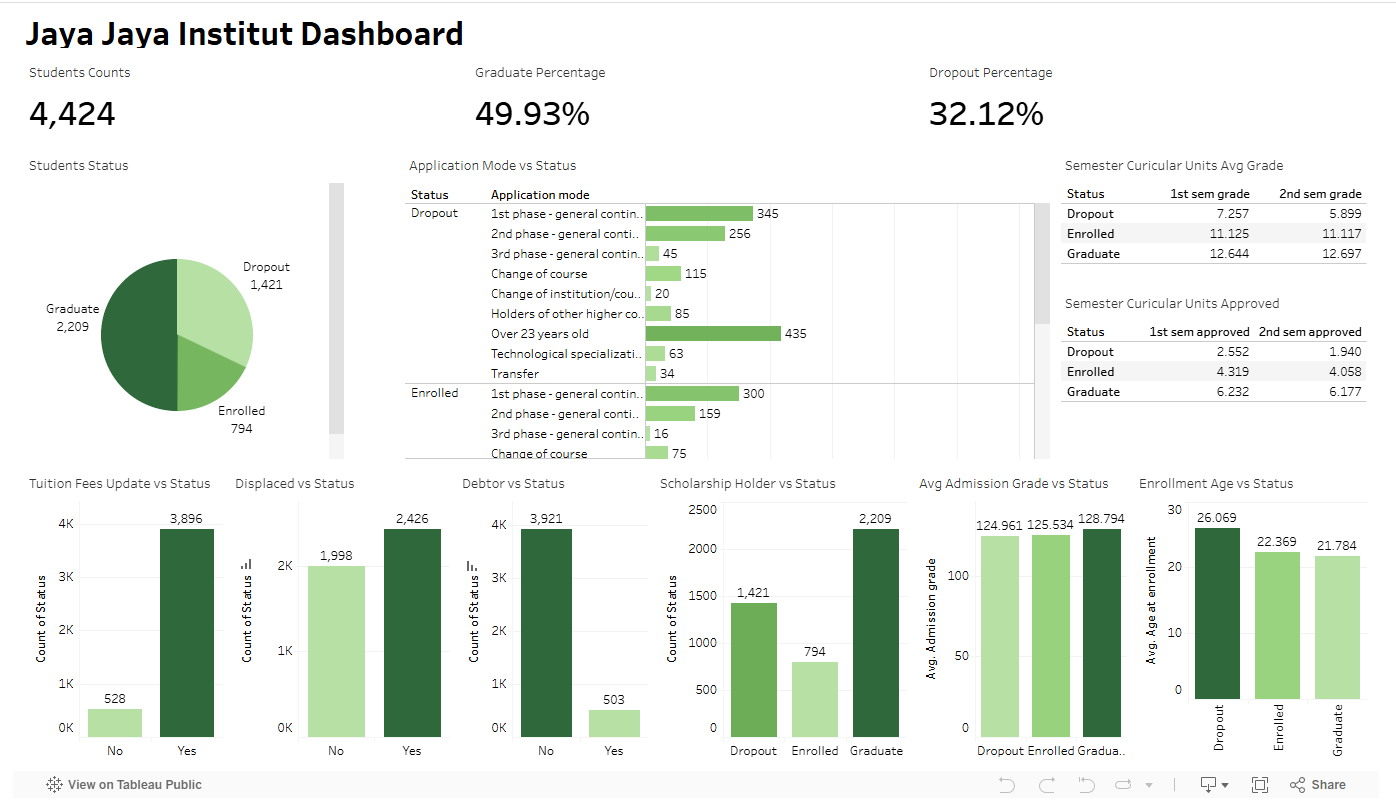 Jaya Jaya Institut Dashboard
Students Counts
4,424
Graduate Percentage
49.93%
Dropout Percentage
32.12%
Students Status
Dropout
1,421
Graduate
2,209
Enrolled
794
Application Mode vs Status
Status Application mode
Dropout 1st phase - general contin.. 345
2nd phase - general conti.. 256
3rd phase - general contin.. 45
Change of course 115
Change of institution/cou.. 20
Holders of other higher co.. 85
Over 23 years old 435
Technological specializati.. 63
Transfer 34
Enrolled 1st phase - general contin.. 300
2nd phase - general conti.. 159
3rd phase - general contin.. 16
Change of course 75
Semester Curicular Units Avg Grade
Status 1st sem grade 2nd sem grade
Dropout 7.257 5.899
Enrolled 11.125 11.117
Graduate 12.644 12.697
Semester Curicular Units Approved
Status 1st sem approved 2nd sem approved
Dropout 2.552 1.940
Enrolled 4.319 4.058
Graduate 6.232 6.177
Tuition Fees Update vs Status
Count of Status
4K
3K
2K
1K
0K
528
3,896
No Yes
Displaced vs Status
Count of Status
2K
1K
0K
1,998
2,426
No Yes
Debtor vs Status
Count of Status
4K
3K
2K
1K
0K
3,921
503
No Yes
Scholarship Holder vs Status
Count of Status
2500
2000
1500
1000
500
0
1,421
794
2,209
Dropout Enrolled Graduate
Avg Admission Grade vs Status
Avg. Admission grade
100
50
0
124.961 125.534 128.794
Dropout Enrolled Gradua..
Enrollment Age vs Status
Avg. Age at enrollment
30
20
10
0
26.069
22.369
21.784
Dropout
Enrolled
Graduate
View on Tableau Public
Share